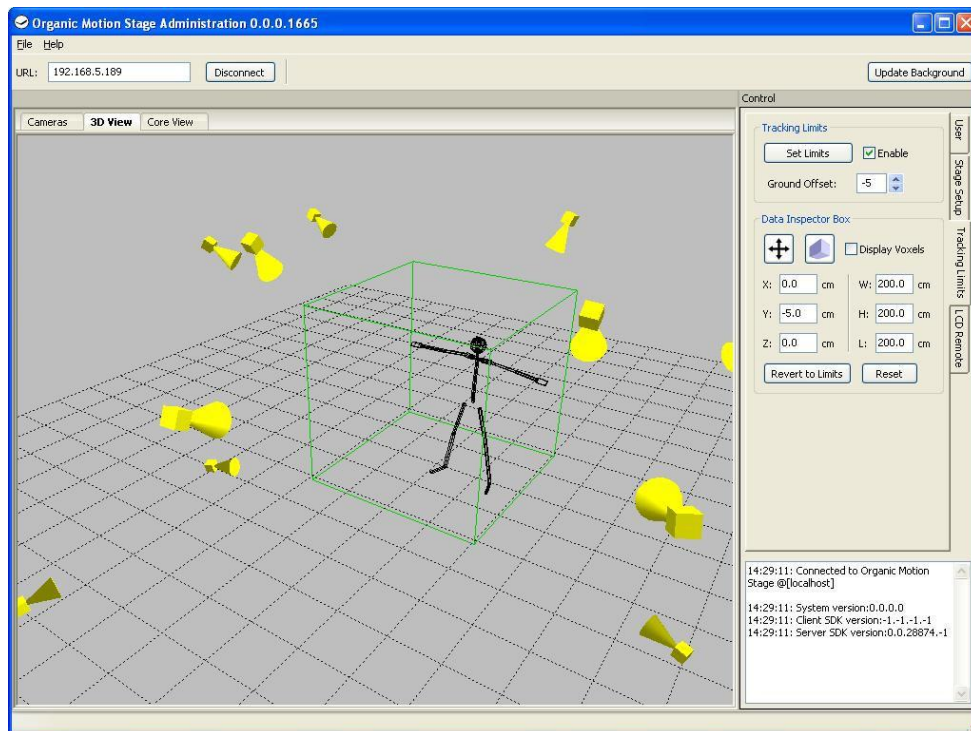 Organic Motion Stage Administration 0.0.0.1665
File Help
URL: 192.168.5.189 Disconnect Update Background
Control
Cameras 3D View Core View
Tracking Limits
Set Limits Enable
Ground Offset: -5
Data Inspector Box
Display Voxels
X: 0.0 cm W: 200.0 cm
Y: -5.0 cm H: 200.0 cm
Z: 0.0 cm L: 200.0 cm
Revert to Limits Reset
User
Stage Setup
Tracking Limits
LCD Remote
14:29:11: Connected to Organic Motion
Stage @[localhost]
14:29:11: System version:0.0.0.0
14:29:11: Client SDK version:-1.-1.-1.-1
14:29:11: Server SDK version:0.0.28874.-1